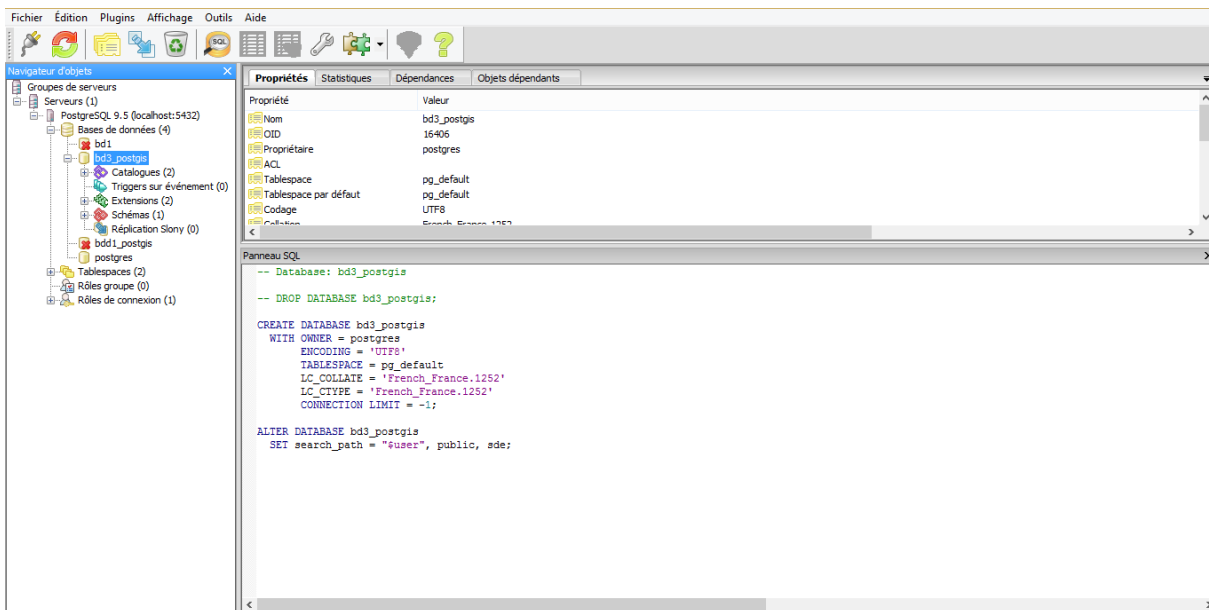 Fichier Édition Plugins Affichage Outils Aide
SQL
Navigateur d'objets
Groupes de serveurs
Serveurs (1)
PostgreSQL 9.5 (localhost:5432)
Bases de données (4)
bd1
bd3_postgis
Catalogues (2)
Triggers sur événement (0)
Extensions (2)
Schémas (1)
Réplication Slony (0)
bdd1_postgis
postgres
Tablespaces (2)
Rôles groupe (0)
Rôles de connexion (1)
Propriétés Statistiques Dépendances Objets dépendants
Propriété Valeur
Nom bd3_postgis
OID 16406
Propriétaire postgres
ACL
Tablespace pg_default
Tablespace par défaut pg_default
Codage UTF8
Collation French_France.1252
Panneau SQL
-- Database: bd3_postgis
-- DROP DATABASE bd3_postgis;
CREATE DATABASE bd3_postgis
WITH OWNER = postgres
ENCODING = 'UTF8'
TABLESPACE = pg_default
LC_COLLATE = 'French_France.1252'
LC_CTYPE = 'French_France.1252'
CONNECTION LIMIT = -1;
ALTER DATABASE bd3_postgis
SET search_path = "$user", public, sde;